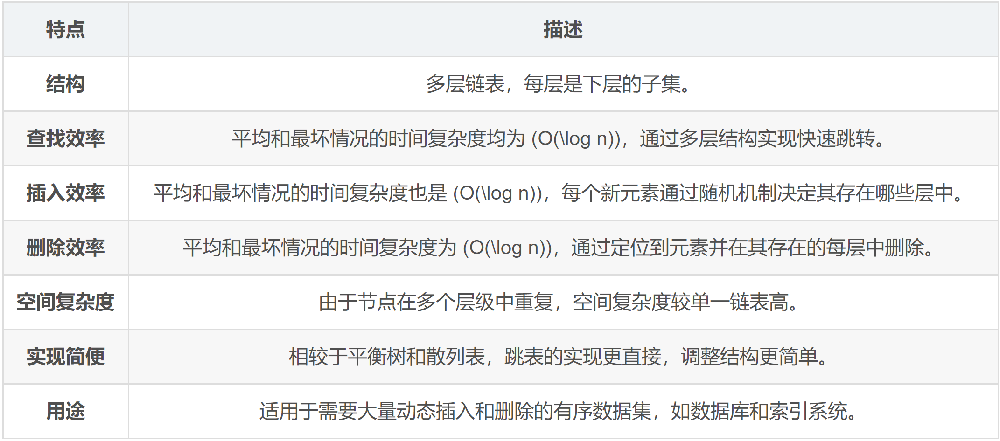 特点 描述
结构 多层链表，每层是下层的子集。
查找效率 平均和最坏情况的时间复杂度均为 (O(\log n))，通过多层结构实现快速跳转。
插入效率 平均和最坏情况的时间复杂度也是 (O(\log n))，每个新元素通过随机机制决定其存在哪些层中。
删除效率 平均和最坏情况的时间复杂度为 (O(\log n))，通过定位到元素并在其存在的每层中删除。
空间复杂度 由于节点在多个层级中重复，空间复杂度较单一链表高。
实现简便 相较于平衡树和散列表，跳表的实现更直接，调整结构更简单。
用途 适用于需要大量动态插入和删除的有序数据集，如数据库和索引系统。